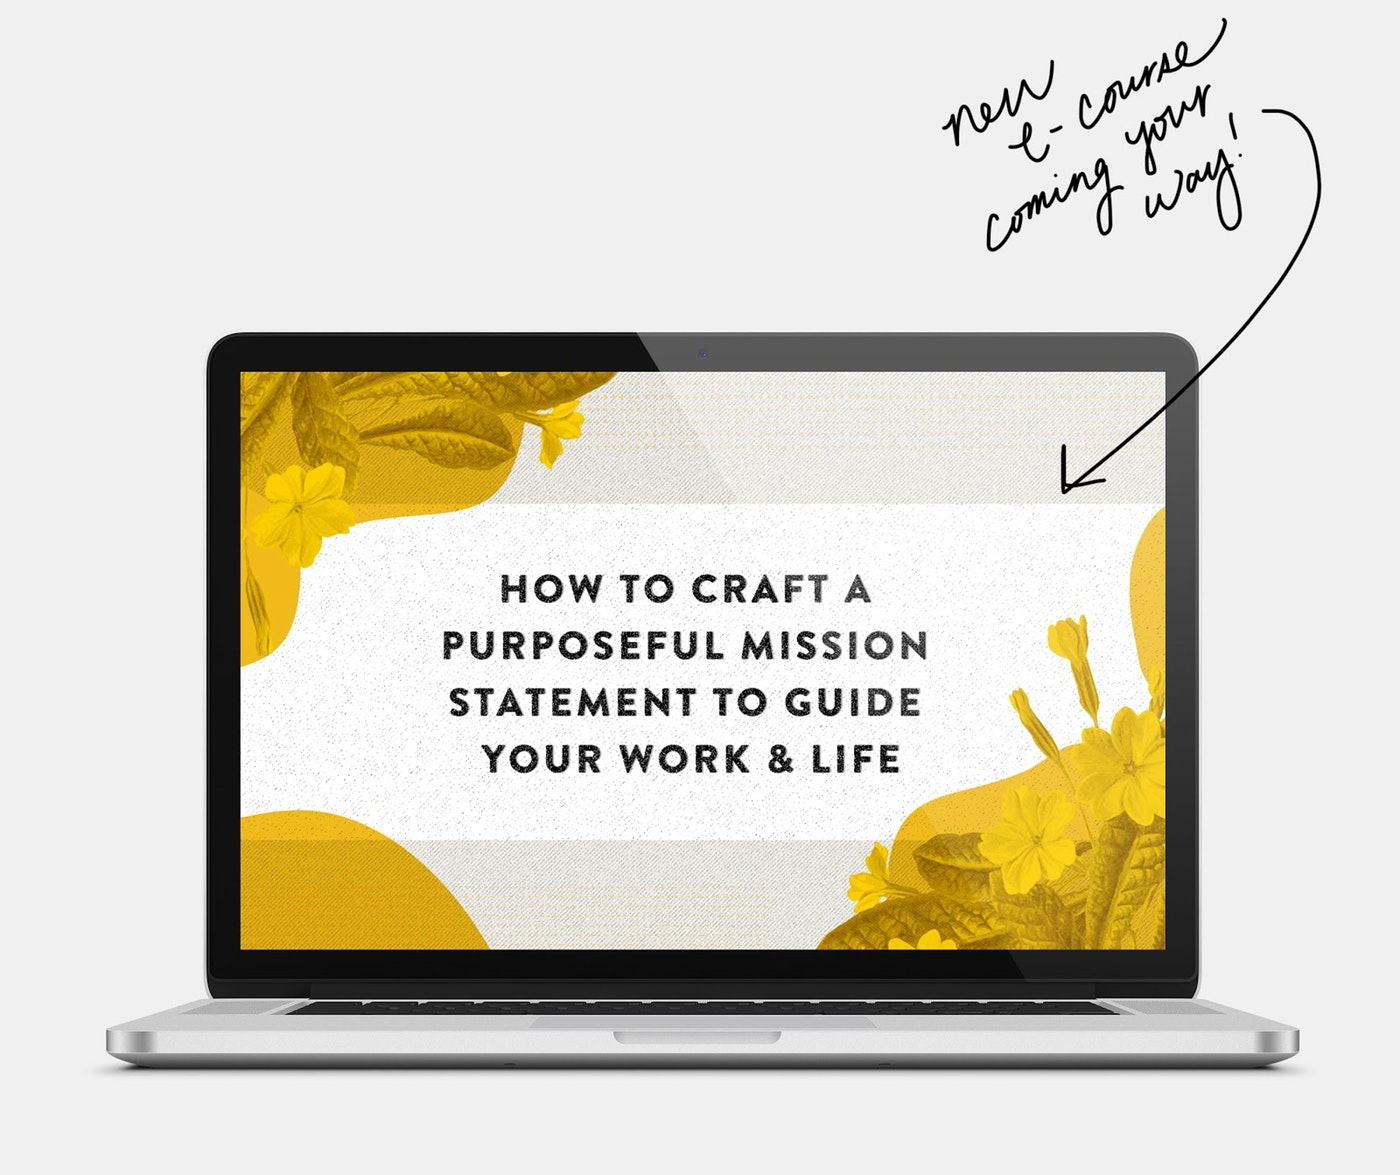 new
e-course
coming your
way!
HOW TO CRAFT A
PURPOSEFUL MISSION
STATEMENT TO GUIDE
YOUR WORK & LIFE